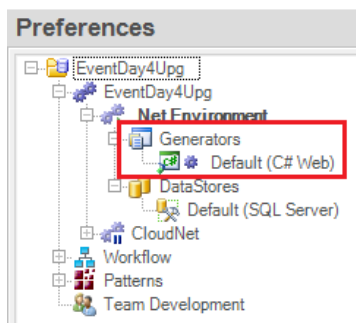 Preferences
EventDay4Upg
EventDay4Upg
Net Environment
Generators
Default (C# Web)
DataStores
Default (SQL Server)
CloudNet
Workflow
Patterns
Team Development